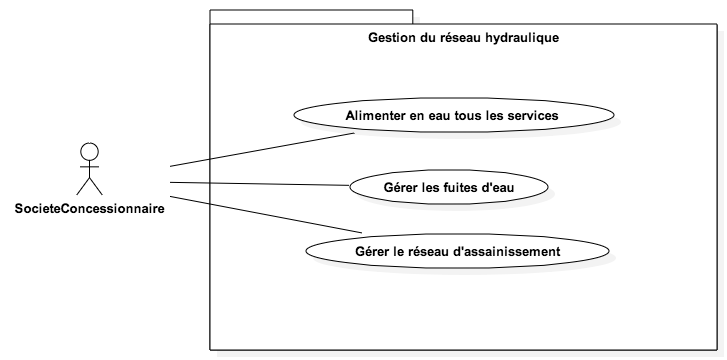 Gestion du réseau hydraulique
Alimenter en eau tous les services
Gérer les fuites d'eau
SocieteConcessionnaire
Gérer le réseau d'assainissement